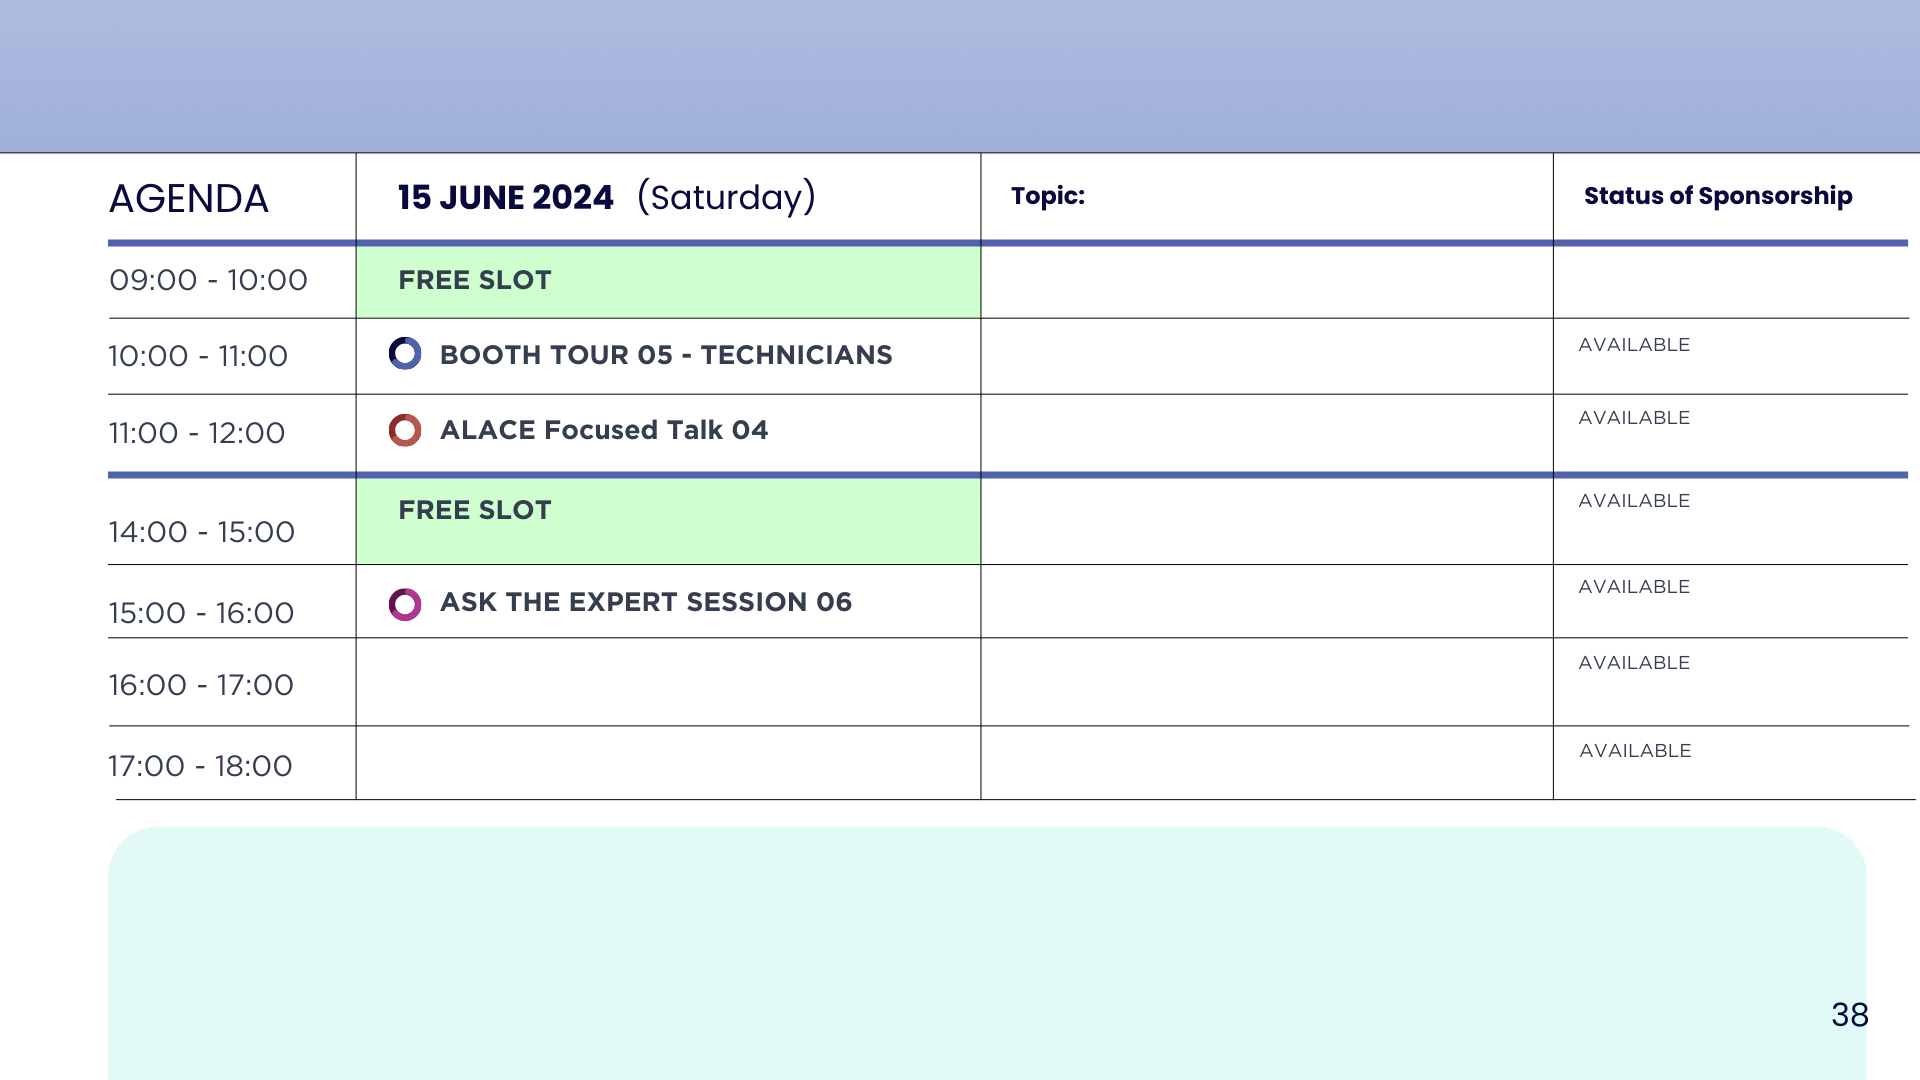 AGENDA 15 JUNE 2024 (Saturday) Topic: Status of Sponsorship
09:00 - 10:00 FREE SLOT
10:00 - 11:00 BOOTH TOUR 05 - TECHNICIANS AVAILABLE
11:00 - 12:00 ALACE Focused Talk 04 AVAILABLE
14:00 - 15:00 FREE SLOT AVAILABLE
15:00 - 16:00 ASK THE EXPERT SESSION 06 AVAILABLE
16:00 - 17:00 AVAILABLE
17:00 - 18:00 AVAILABLE
38